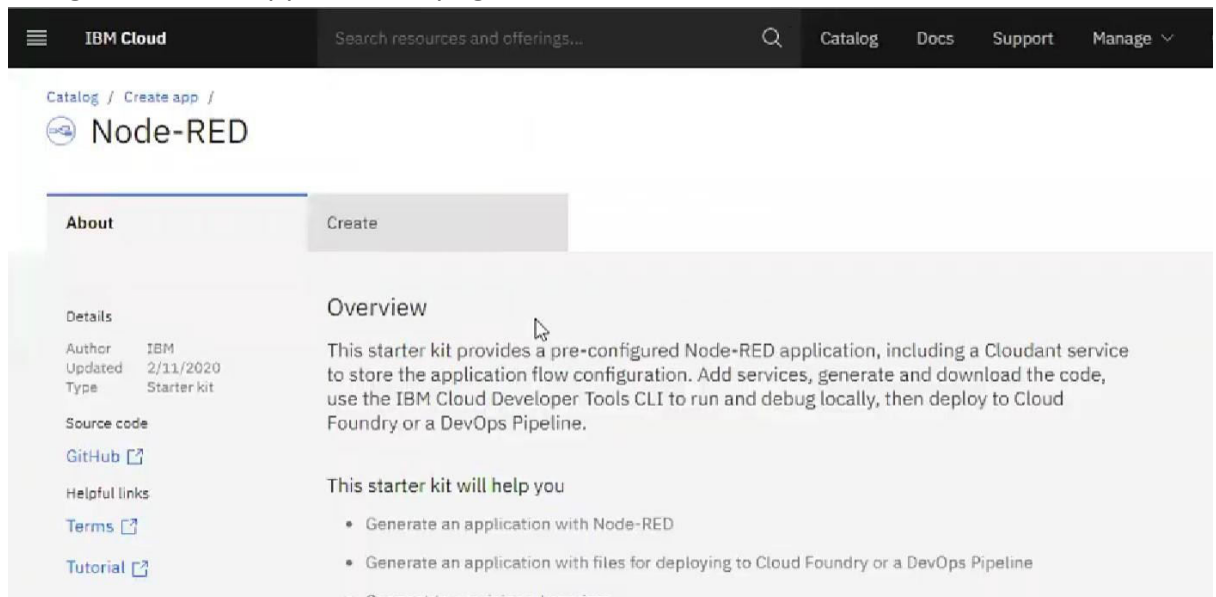 IBM Cloud
Search resources and offerings...
Catalog
Docs
Support
Manage
Catalog / Create app /
Node-RED
About
Create
Details
Author IBM
Updated 2/11/2020
Type Starter kit
Source code
GitHub
Helpful links
Terms
Tutorial
Overview
This starter kit provides a pre-configured Node-RED application, including a Cloudant service
to store the application flow configuration. Add services, generate and download the code,
use the IBM Cloud Developer Tools CLI to run and debug locally, then deploy to Cloud
Foundry or a DevOps Pipeline.
This starter kit will help you
• Generate an application with Node-RED
• Generate an application with files for deploying to Cloud Foundry or a DevOps Pipeline